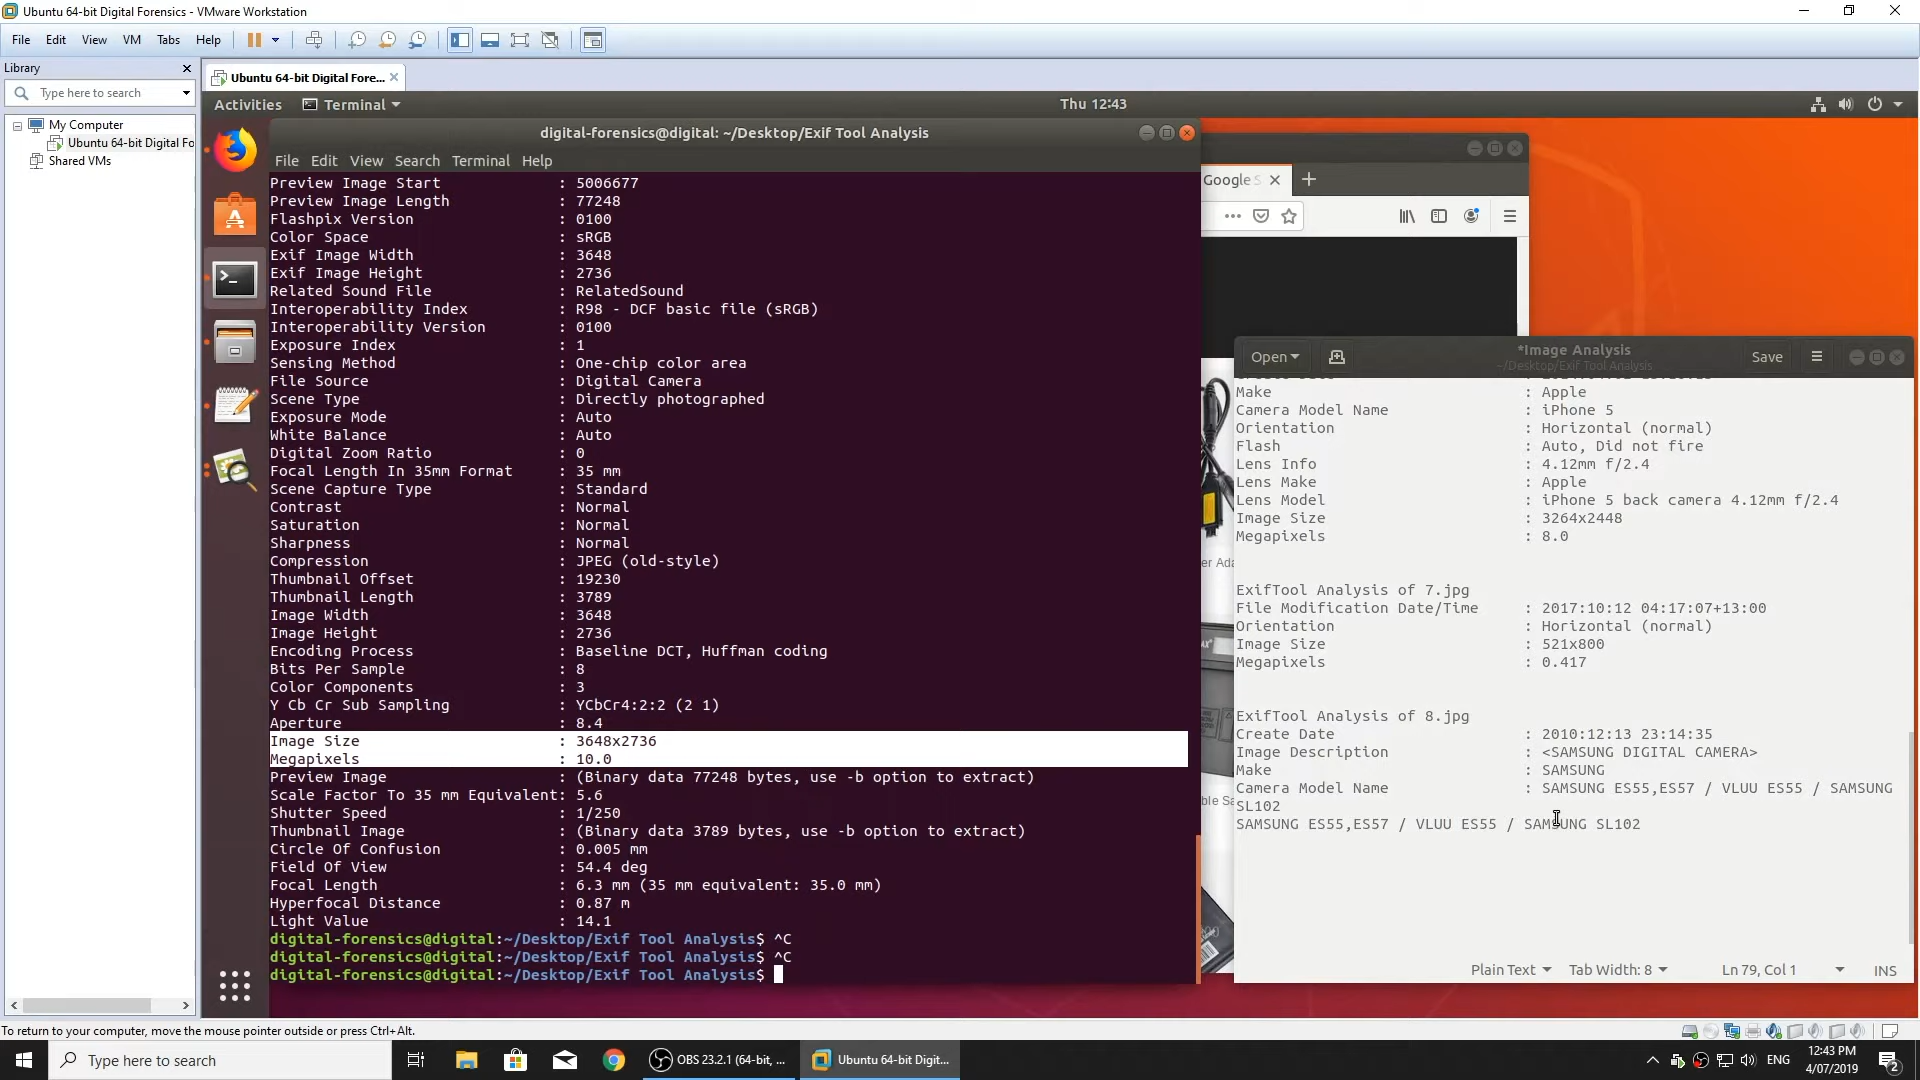 Ubuntu 64-bit Digital Forensics - VMware Workstation
File Edit View VM Tabs Help
Library
Ubuntu 64-bit Digital Fore...
Type here to search
My Computer
Ubuntu 64-bit Digital Fo
Shared VMs
Activities
Terminal
Thu 12:43
digital-forensics@digital: ~/Desktop/Exif Tool Analysis
File Edit View Search Terminal Help
Preview Image Start : 5006677
Preview Image Length : 77248
Flashpix Version : 0100
Color Space : sRGB
Exif Image Width : 3648
Exif Image Height : 2736
Related Sound File : RelatedSound
Interoperability Index : R98 - DCF basic file (sRGB)
Interoperability Version : 0100
Exposure Index : 1
Sensing Method : One-chip color area
File Source : Digital Camera
Scene Type : Directly photographed
Exposure Mode : Auto
White Balance : Auto
Digital Zoom Ratio : 0
Focal Length In 35mm Format : 35 mm
Scene Capture Type : Standard
Contrast : Normal
Saturation : Normal
Sharpness : Normal
Compression : JPEG (old-style)
Thumbnail Offset : 19230
Thumbnail Length : 3789
Image Width : 3648
Image Height : 2736
Encoding Process : Baseline DCT, Huffman coding
Bits Per Sample : 8
Color Components : 3
Y Cb Cr Sub Sampling : YCbCr4:2:2 (2 1)
Aperture : 8.4
Image Size : 3648x2736
Megapixels : 10.0
Preview Image : (Binary data 77248 bytes, use -b option to extract)
Scale Factor To 35 mm Equivalent: 5.6
Shutter Speed : 1/250
Thumbnail Image : (Binary data 3789 bytes, use -b option to extract)
Circle Of Confusion : 0.005 mm
Field Of View : 54.4 deg
Focal Length : 6.3 mm (35 mm equivalent: 35.0 mm)
Hyperfocal Distance : 0.87 m
Light Value : 14.1
digital-forensics@digital:~/Desktop/Exif Tool Analysis$ ^C
digital-forensics@digital:~/Desktop/Exif Tool Analysis$ ^C
digital-forensics@digital:~/Desktop/Exif Tool Analysis$
Google S
er Ada
ble Sa
Open
*Image Analysis
~/Desktop/Exif Tool Analysis
Save
Make : Apple
Camera Model Name : iPhone 5
Orientation : Horizontal (normal)
Flash : Auto, Did not fire
Lens Info : 4.12mm f/2.4
Lens Make : Apple
Lens Model : iPhone 5 back camera 4.12mm f/2.4
Image Size : 3264x2448
Megapixels : 8.0
ExifTool Analysis of 7.jpg
File Modification Date/Time : 2017:10:12 04:17:07+13:00
Orientation : Horizontal (normal)
Image Size : 521x800
Megapixels : 0.417
ExifTool Analysis of 8.jpg
Create Date : 2010:12:13 23:14:35
Image Description : <SAMSUNG DIGITAL CAMERA>
Make : SAMSUNG
Camera Model Name : SAMSUNG ES55,ES57 / VLUU ES55 / SAMSUNG
SL102
SAMSUNG ES55,ES57 / VLUU ES55 / SAMSUNG SL102
Plain Text Tab Width: 8 Ln 79, Col 1 INS
To return to your computer, move the mouse pointer outside or press Ctrl+Alt.
Type here to search
OBS 23.2.1 (64-bit, ...
Ubuntu 64-bit Digit...
ENG
12:43 PM
4/07/2019
2